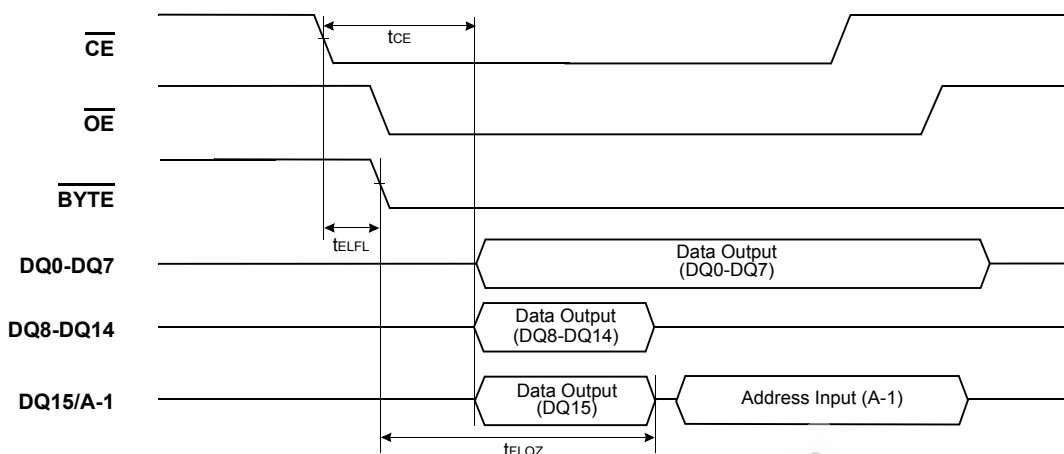 tCE
CE
OE
BYTE
tELFL
DQ0-DQ7
Data Output
(DQ0-DQ7)
DQ8-DQ14
Data Output
(DQ8-DQ14)
DQ15/A-1
Data Output
(DQ15)
Address Input (A-1)
tFLQZ